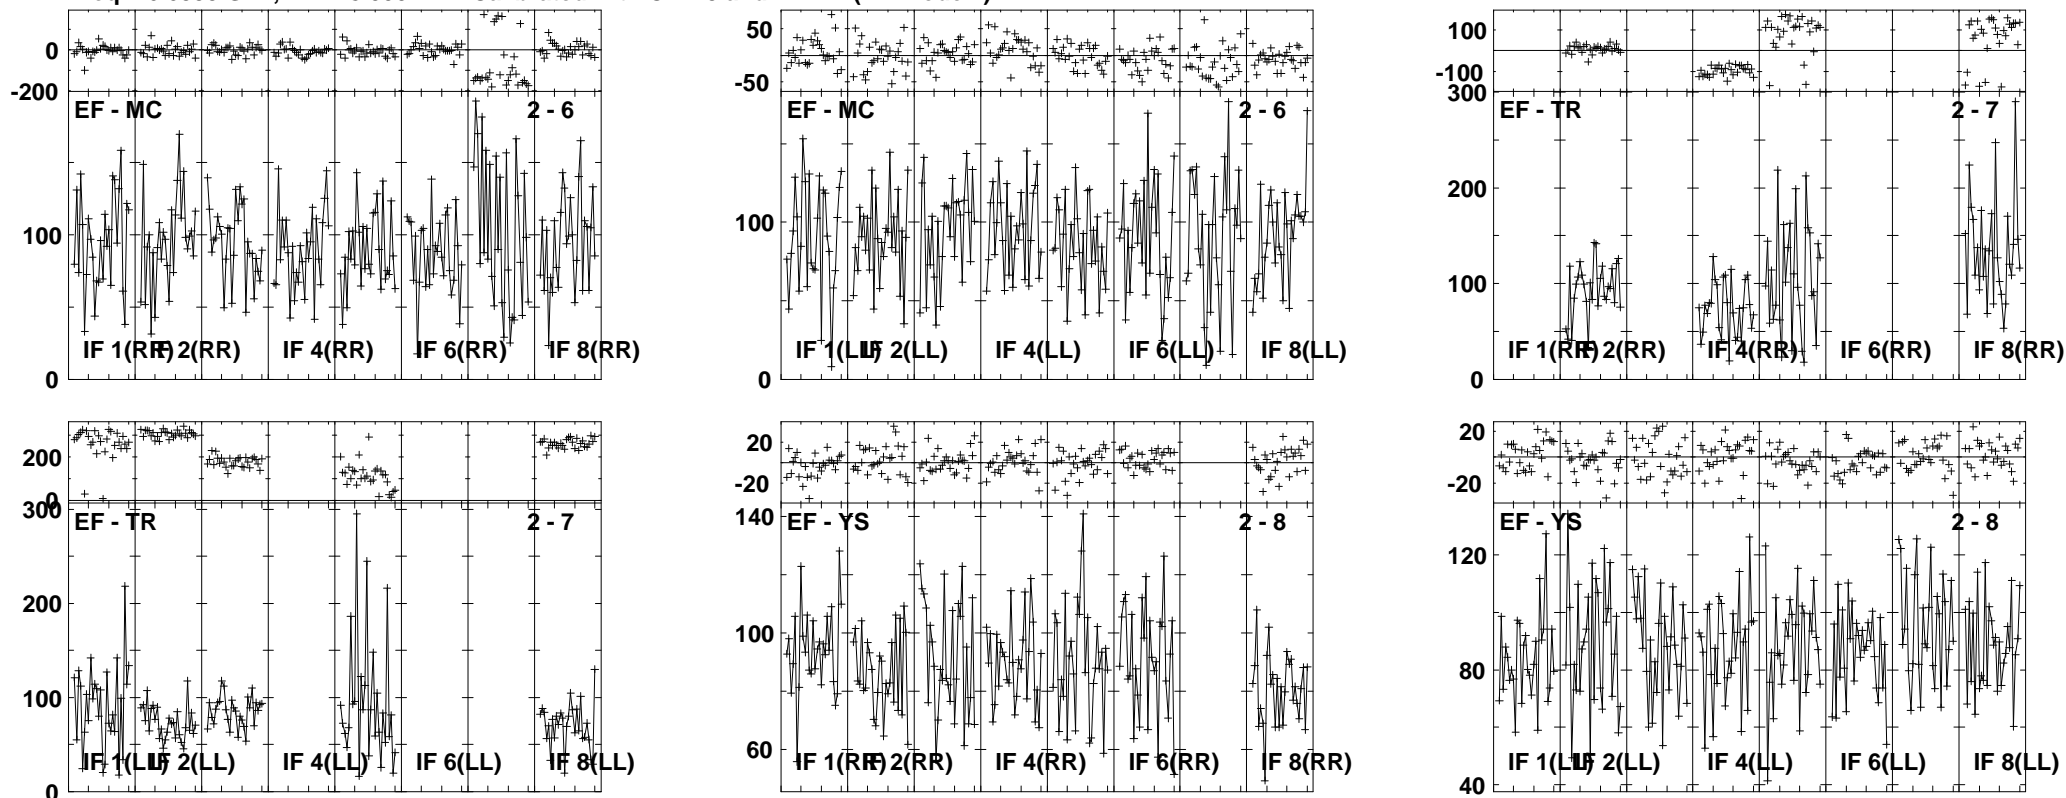 0
-200
EF - MC
2 - 6
100
0
IF 1(RR) IF 2(RR) IF 4(RR) IF 6(RR) IF 8(RR)
50
-50
EF - MC
2 - 6
100
0
IF 1(LL) IF 2(LL) IF 4(LL) IF 6(LL) IF 8(LL)
100
-100
300
EF - TR
2 - 7
200
100
0
IF 1(RR) IF 2(RR) IF 4(RR) IF 6(RR) IF 8(RR)
200
0
300
EF - TR
2 - 7
200
100
0
IF 1(LL) IF 2(LL) IF 4(LL) IF 6(LL) IF 8(LL)
20
-20
140
EF - YS
2 - 8
100
60
IF 1(RR) IF 2(RR) IF 4(RR) IF 6(RR) IF 8(RR)
20
-20
EF - YS
2 - 8
120
80
40
IF 1(LL) IF 2(LL) IF 4(LL) IF 6(LL) IF 8(LL)